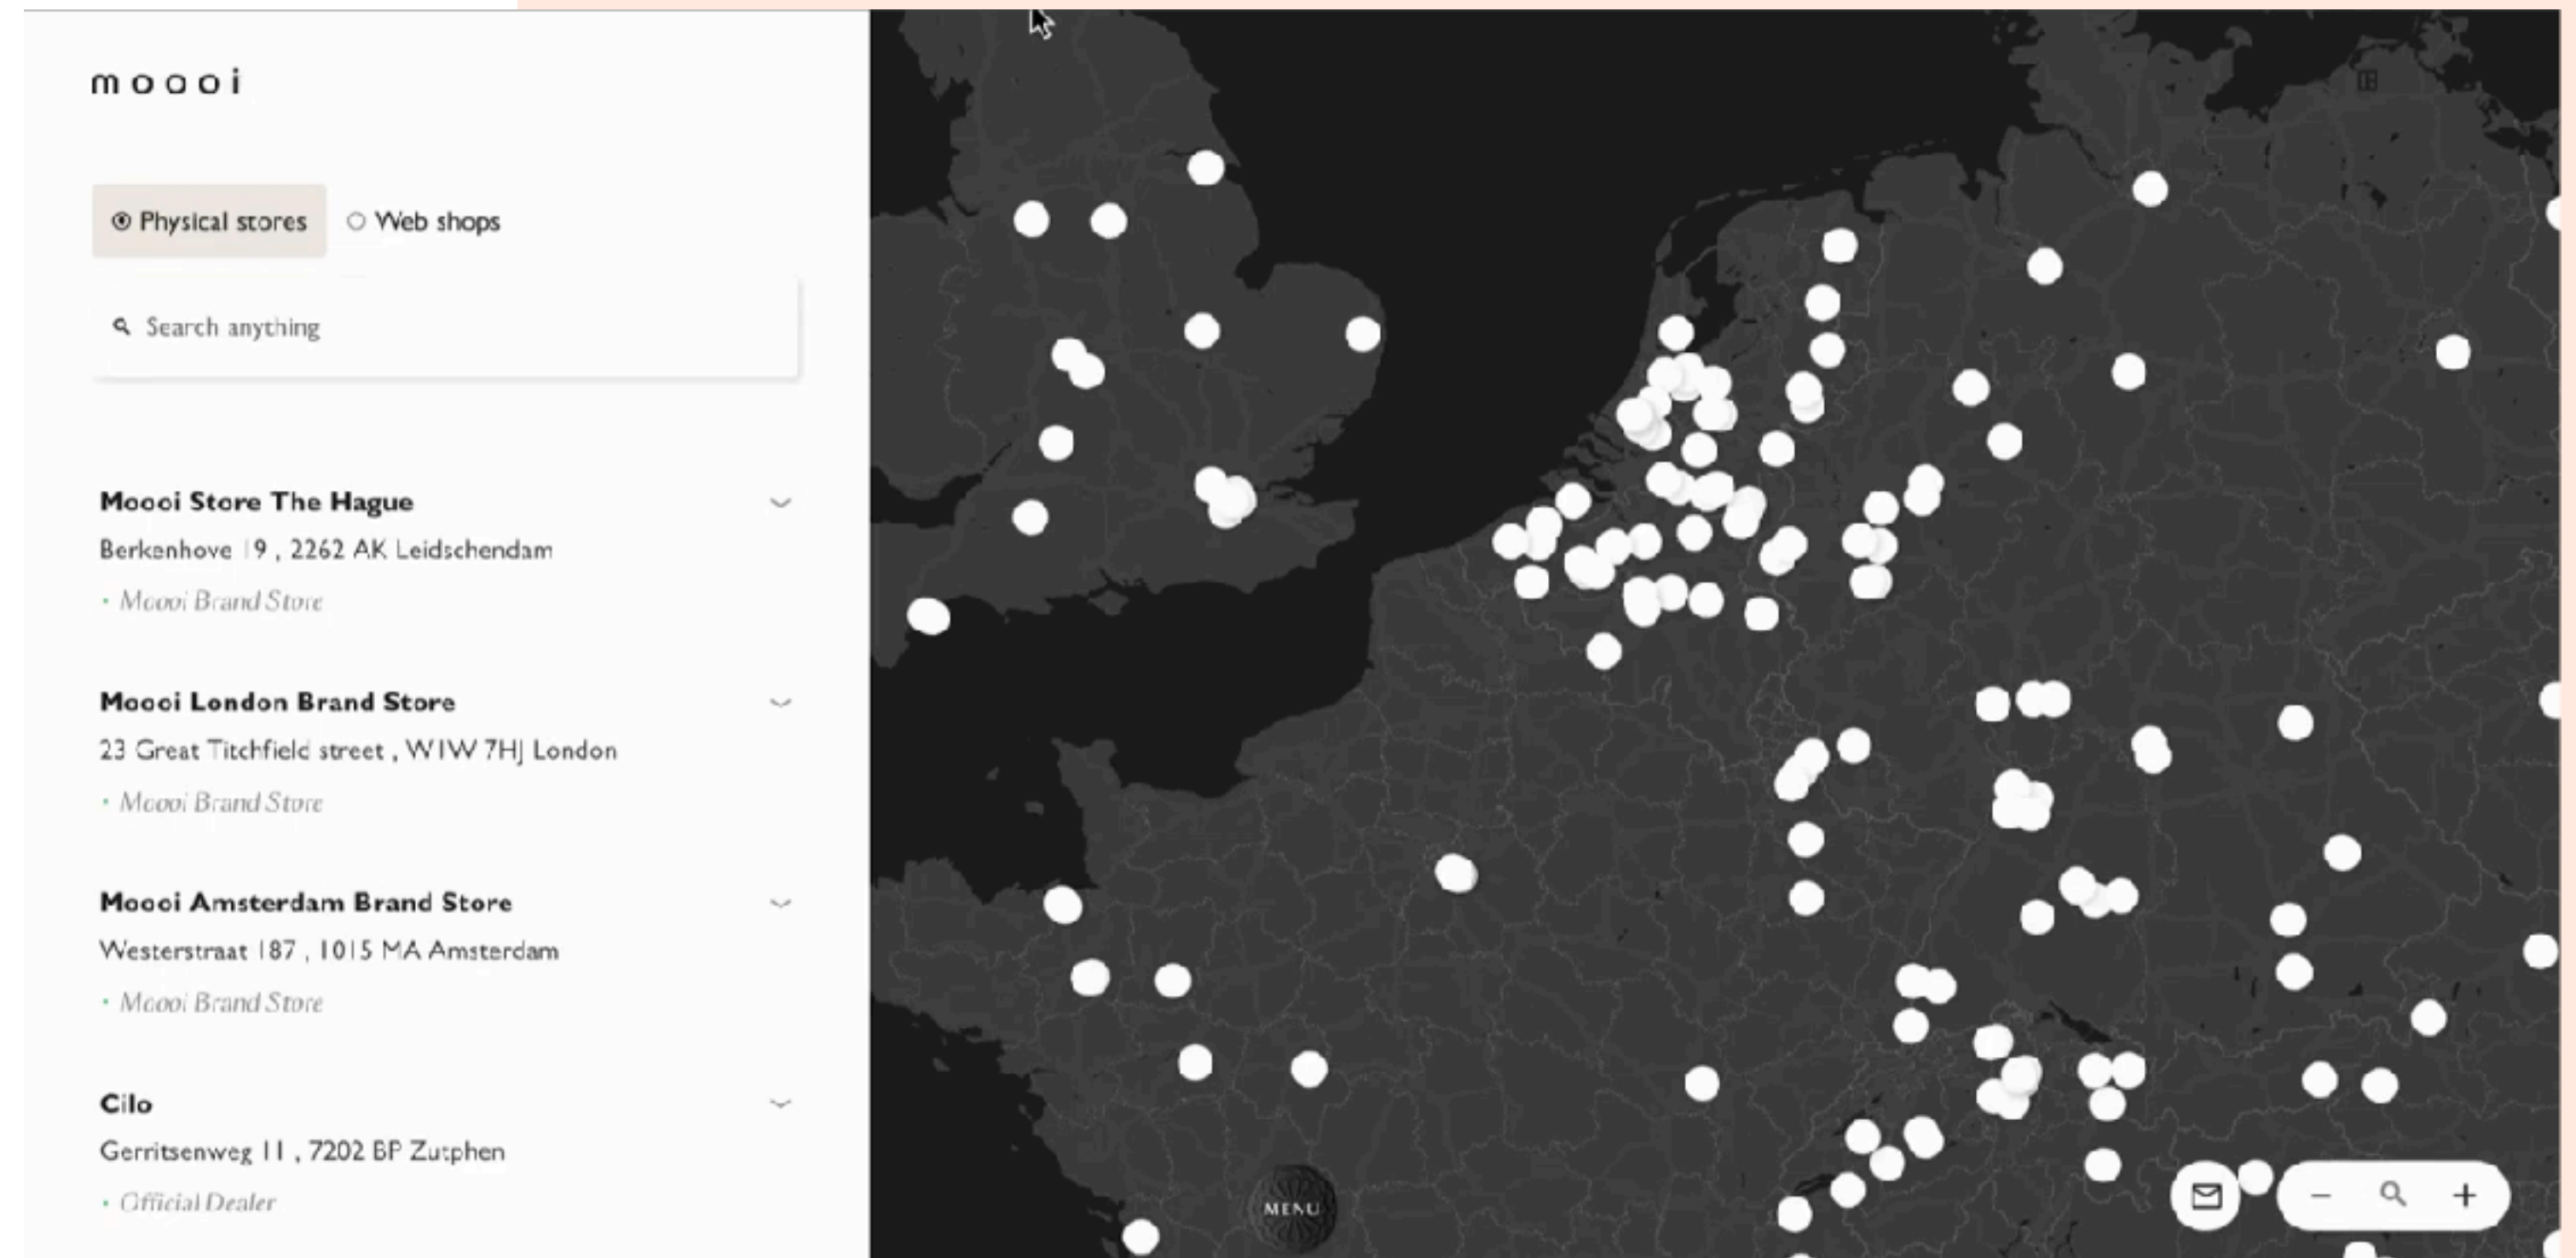 moooi
Physical stores
Web shops
Search anything
Moooi Store The Hague
Berkenhove 19 , 2262 AK Leidschendam
• Moooi Brand Store
Moooi London Brand Store
23 Great Titchfield street , W1W 7HJ London
• Moooi Brand Store
Moooi Amsterdam Brand Store
Westerstraat 187 , 1015 MA Amsterdam
• Moooi Brand Store
Cilo
Gerritsenweg 11 , 7202 BP Zutphen
• Official Dealer
MENU